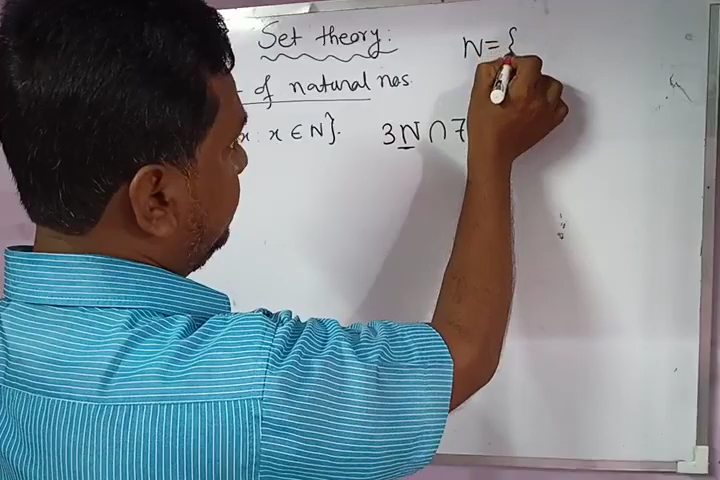 Set theory:
N={
of natural nos.
x : x ∈ N}. 3N ∩ 7